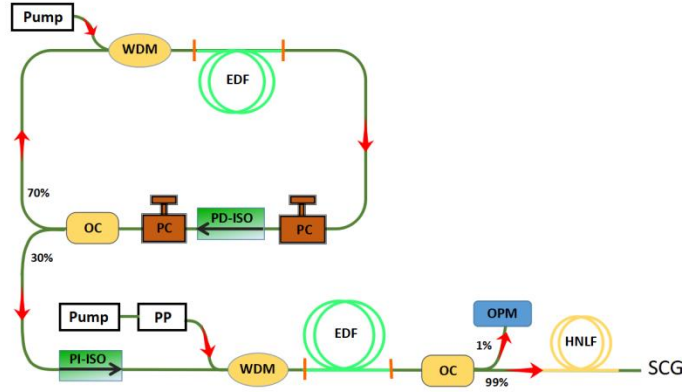 Pump
WDM
EDF
70%
PC
PD-ISO
PC
OC
30%
Pump
PP
EDF
OPM
HNLF
PI-ISO
WDM
OC
1%
99%
SCG